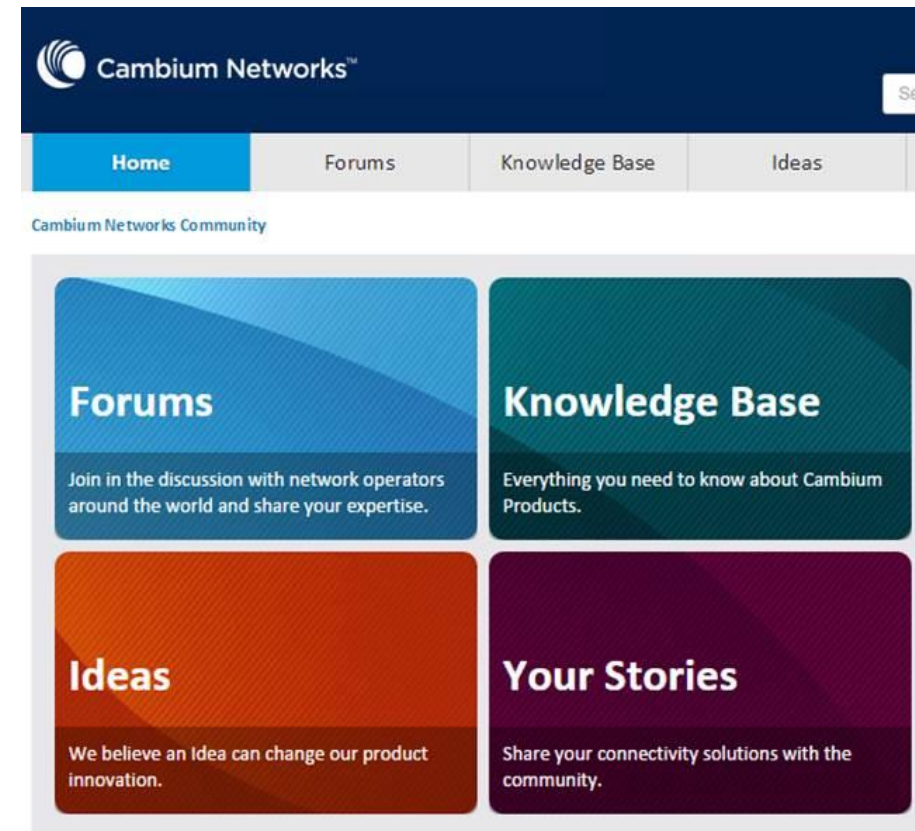 Cambium Networks™
Se
Home
Forums
Knowledge Base
Ideas
Cambium Networks Community
Forums
Join in the discussion with network operators
around the world and share your expertise.
Knowledge Base
Everything you need to know about Cambium
Products.
Ideas
We believe an Idea can change our product
innovation.
Your Stories
Share your connectivity solutions with the
community.